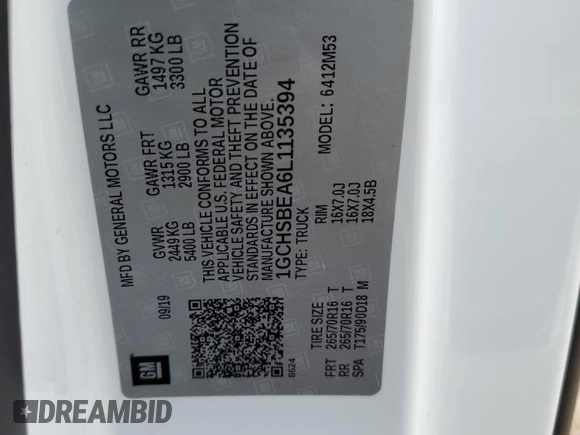 GM
09/19
MFD BY GENERAL MOTORS LLC
GVWR GAWR FRT GAWR RR
2449 KG 1315 KG 1497 KG
5400 LB 2900 LB 3300 LB
THIS VEHICLE CONFORMS TO ALL
APPLICABLE U.S. FEDERAL MOTOR
VEHICLE SAFETY AND THEFT PREVENTION
STANDARDS IN EFFECT ON THE DATE OF
MANUFACTURE SHOWN ABOVE.
1GCHSBEA6L1135394
TYPE: TRUCK MODEL: 6412M53
8624
TIRE SIZE RIM
FRT 265/70R16 T 16X7.0J
RR 265/70R16 T 16X7.0J
SPA T175/90D18 M 18X4.5B
DREAMBID